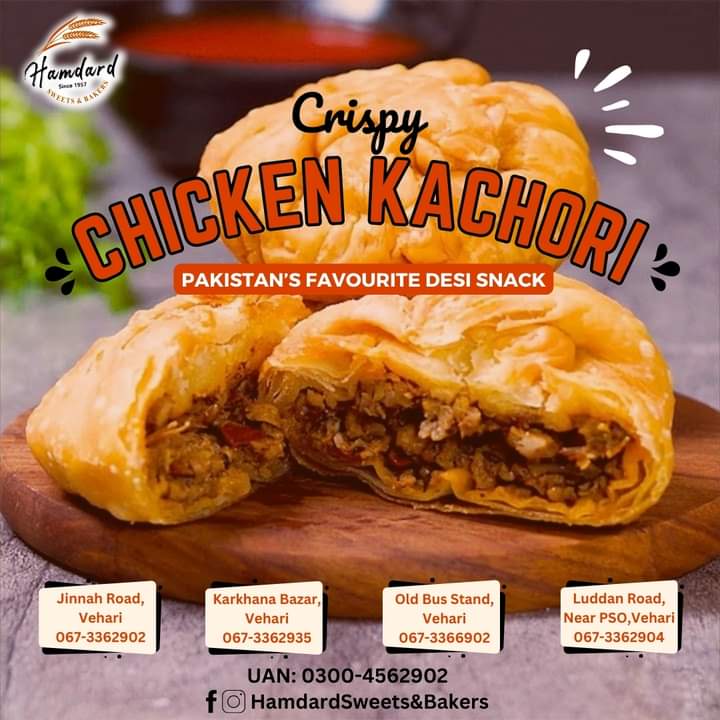 Hamdard
Since 1957
SWEETS & BAKERS
Crispy
CHICKEN KACHORI
PAKISTAN'S FAVOURITE DESI SNACK
Jinnah Road,
Vehari
067-3362902
Karkhana Bazar,
Vehari
067-3362935
Old Bus Stand,
Vehari
067-3366902
Luddan Road,
Near PSO,Vehari
067-3362904
UAN: 0300-4562902
HamdardSweets&Bakers